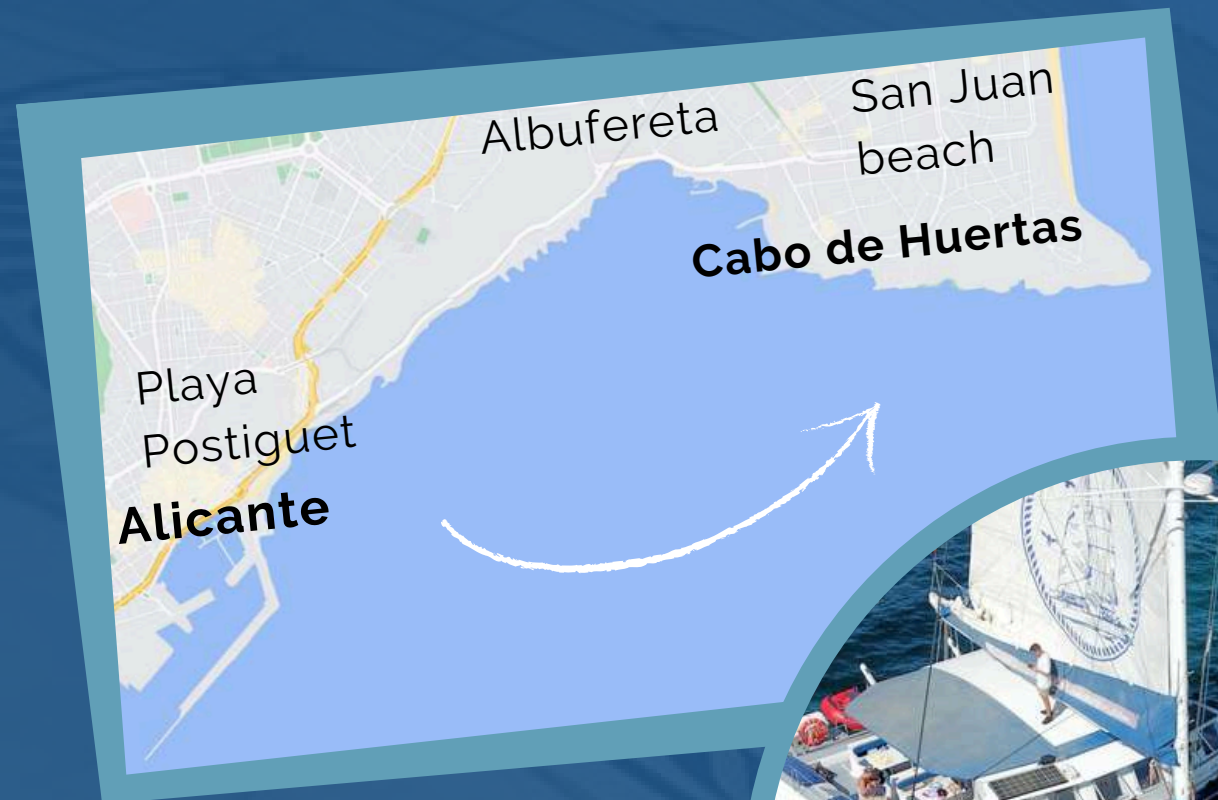 Albufereta
San Juan
beach
Cabo de Huertas
Playa
Postiguet
Alicante